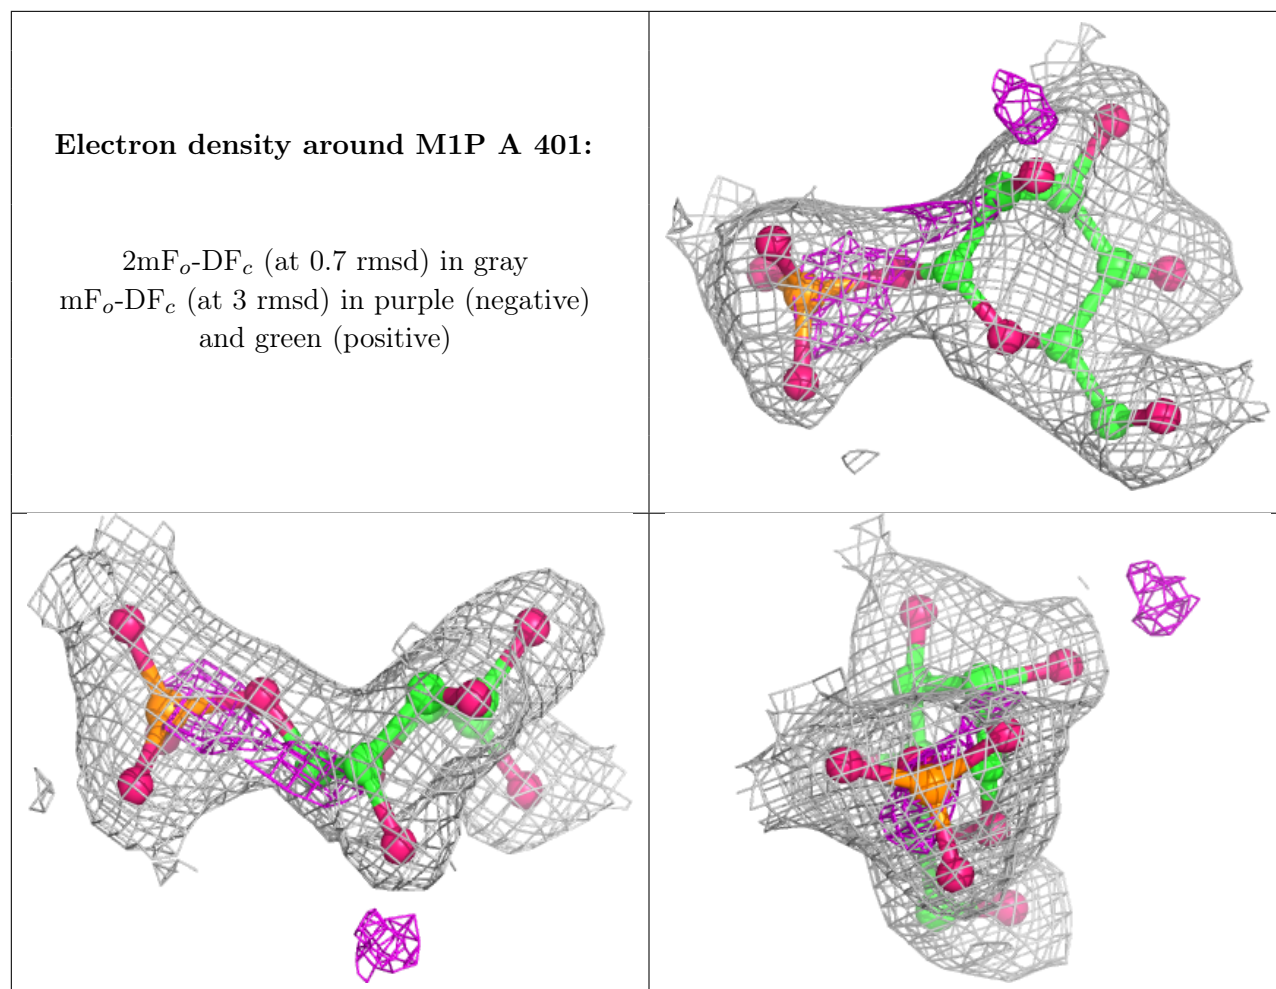 Electron density around M1P A 401:
2mFₒ-DF𝒸 (at 0.7 rmsd) in gray
mFₒ-DF𝒸 (at 3 rmsd) in purple (negative)
and green (positive)